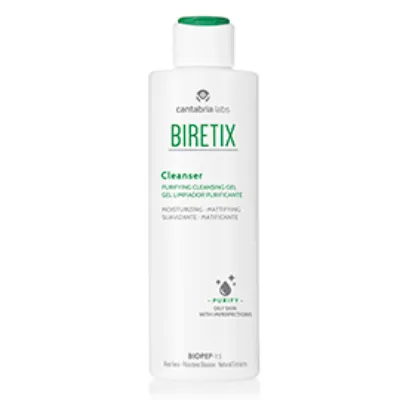 cantabria labs
BIRETIX
Cleanser
PURIFYING CLEANSING GEL
GEL LIMPIADOR PURIFICANTE
MOISTURIZING - MATTIFYING
SUAVIZANTE - MATIFICANTE
- PURIFY -
OILY SKIN
WITH IMPERFECTIONS
BIOPEP-15